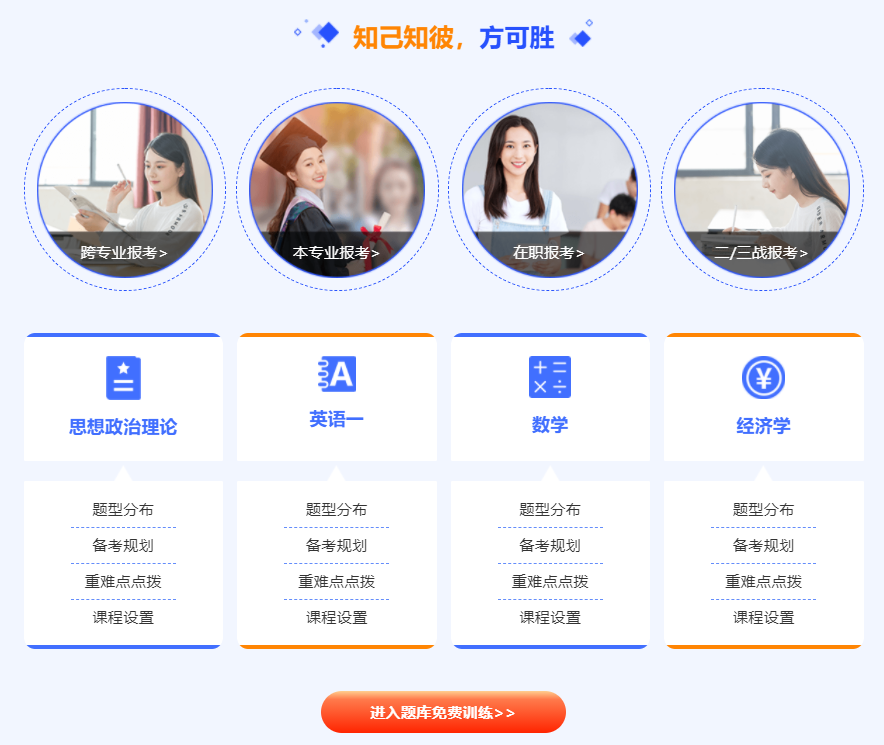 知己知彼，方可胜
跨专业报考>
本专业报考>
在职报考>
二/三战报考>
思想政治理论
英语一
数学
经济学
题型分布
备考规划
重难点点拨
课程设置
题型分布
备考规划
重难点点拨
课程设置
题型分布
备考规划
重难点点拨
课程设置
题型分布
备考规划
重难点点拨
课程设置
进入题库免费训练>>